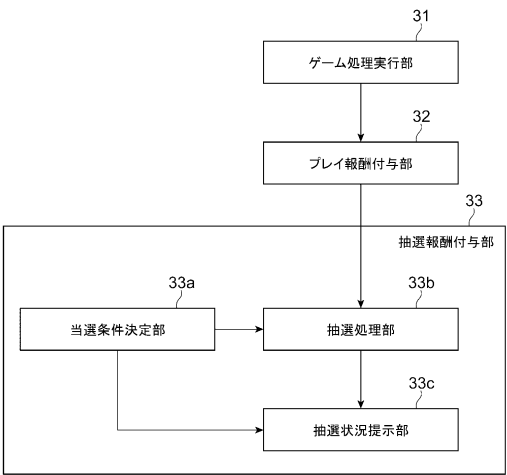 31
ゲーム処理実行部
32
プレイ報酬付与部
33
抽選報酬付与部
33a
当選条件決定部
33b
抽選処理部
33c
抽選状況提示部